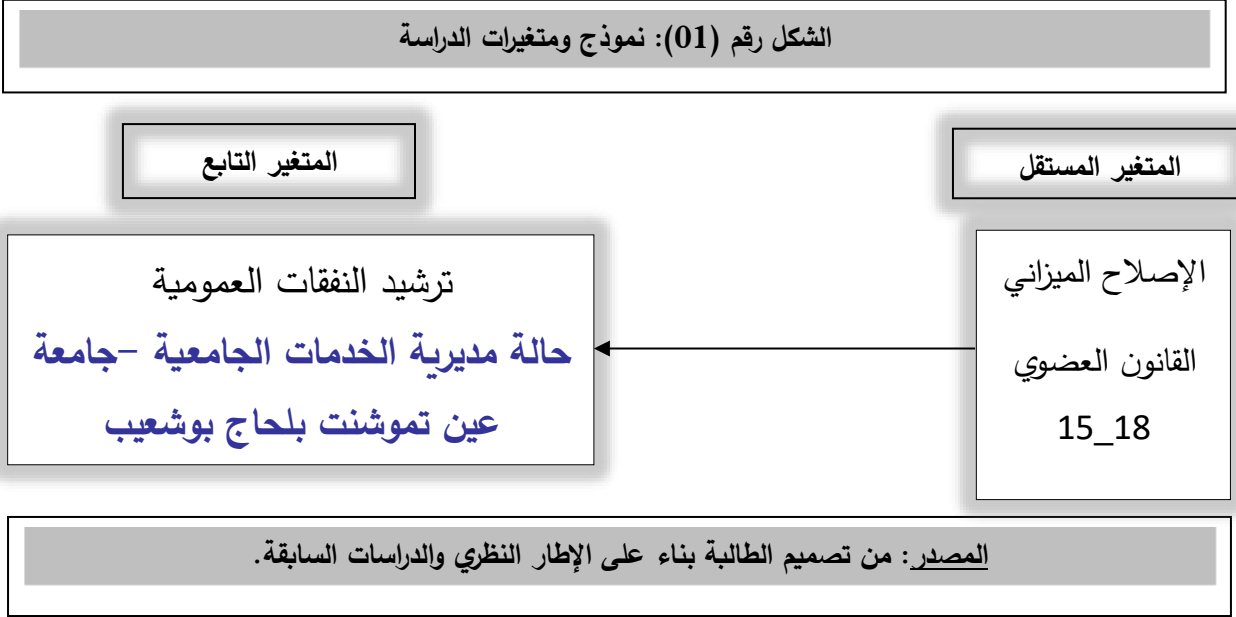 الشكل رقم (01): نموذج ومتغيرات الدراسة
المتغير المستقل
المتغير التابع
الإصلاح الميزاني
القانون العضوي
15_18
ترشيد النفقات العمومية
حالة مديرية الخدمات الجامعية –جامعة
عين تموشنت بلحاج بوشعيب
المصدر: من تصميم الطالبة بناء على الإطار النظري والدراسات السابقة.